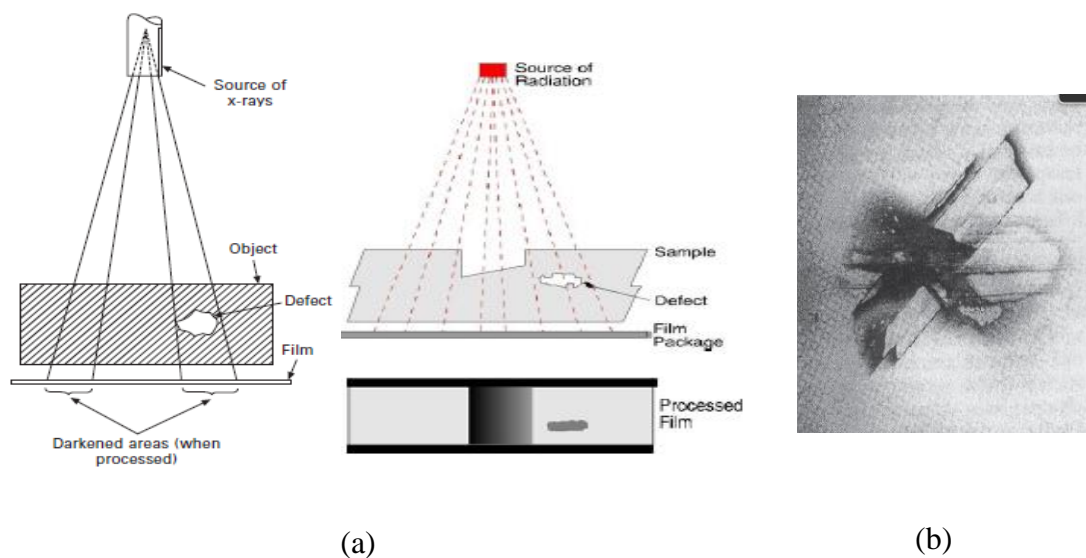 Source of
x-rays
Object
Defect
Film
Darkened areas (when
processed)
Source of
Radiation
Sample
Defect
Film
Package
Processed
Film
(a)
(b)